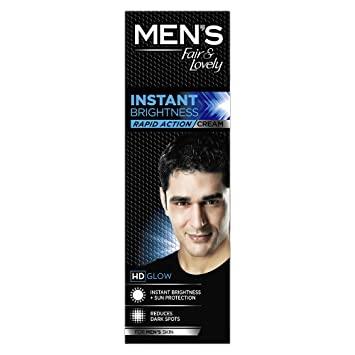 MEN'S
Fair &
Lovely
INSTANT
BRIGHTNESS
RAPID ACTION/CREAM
HD GLOW
INSTANT BRIGHTNESS
+ SUN PROTECTION
REDUCES
DARK SPOTS
FOR MEN'S SKIN